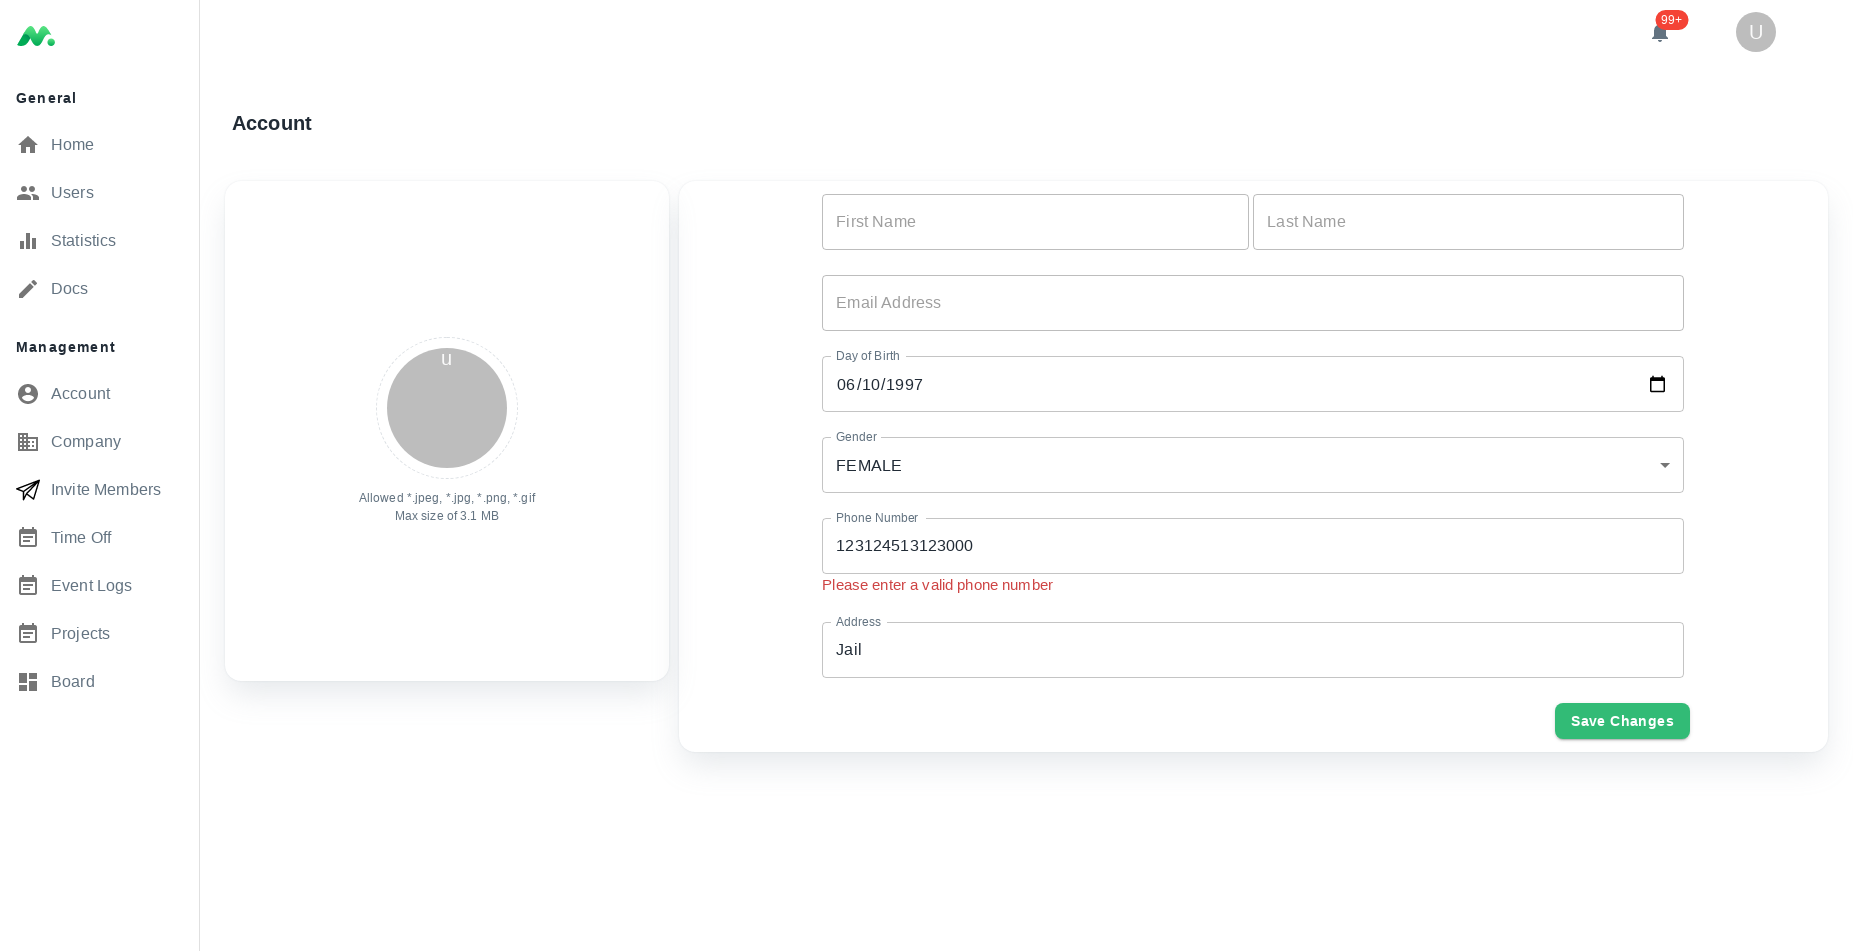 99+
U
General
Home
Users
Statistics
Docs
Management
Account
Company
Invite Members
Time Off
Event Logs
Projects
Board
Account
u
Allowed *.jpeg, *.jpg, *.png, *.gif
Max size of 3.1 MB
First Name
Last Name
Email Address
Day of Birth
06/10/1997
Gender
FEMALE
Phone Number
123124513123000
Please enter a valid phone number
Address
Jail
Save Changes